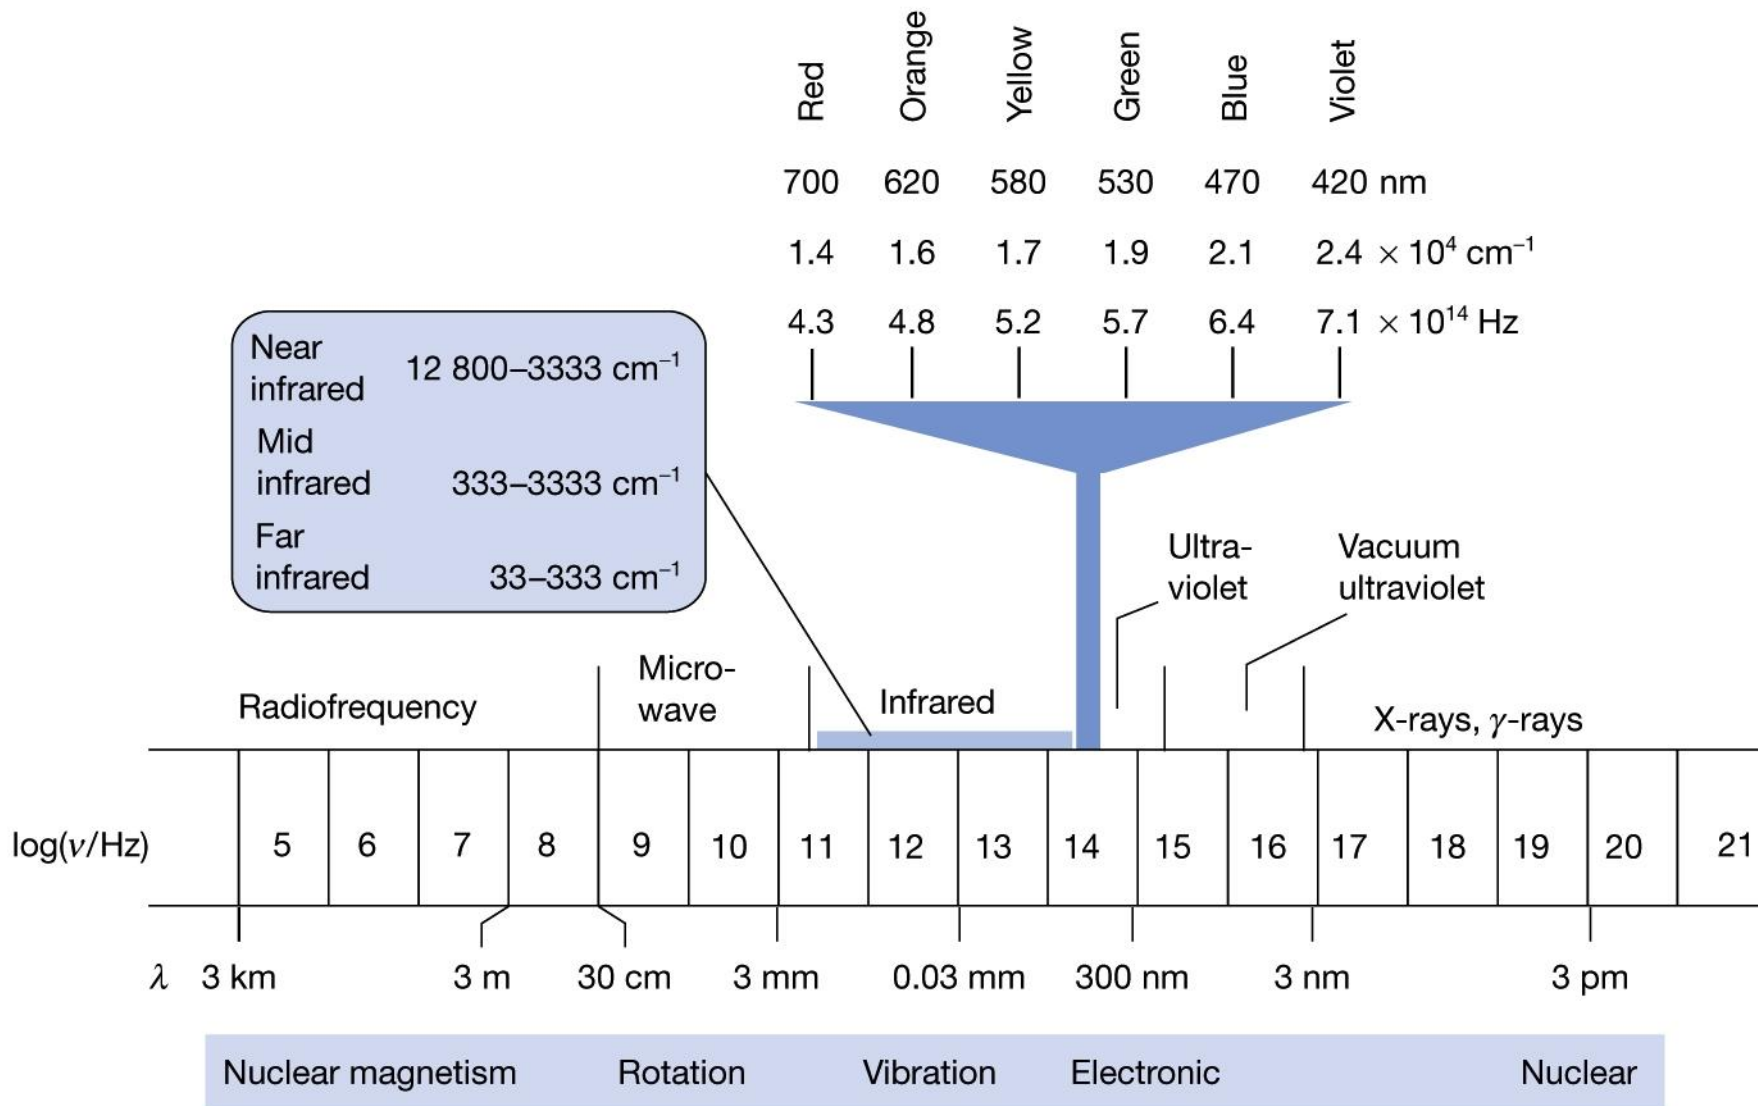 Red Orange Yellow Green Blue Violet
700 620 580 530 470 420 nm
1.4 1.6 1.7 1.9 2.1 2.4 × 10⁴ cm⁻¹
4.3 4.8 5.2 5.7 6.4 7.1 × 10¹⁴ Hz
Near
infrared 12 800–3333 cm⁻¹
Mid
infrared 333–3333 cm⁻¹
Far
infrared 33–333 cm⁻¹
Ultra-
violet
Vacuum
ultraviolet
Radiofrequency
Micro-
wave
Infrared
X-rays, γ-rays
log(ν/Hz) 5 6 7 8 9 10 11 12 13 14 15 16 17 18 19 20 21
λ 3 km 3 m 30 cm 3 mm 0.03 mm 300 nm 3 nm 3 pm
Nuclear magnetism Rotation Vibration Electronic Nuclear